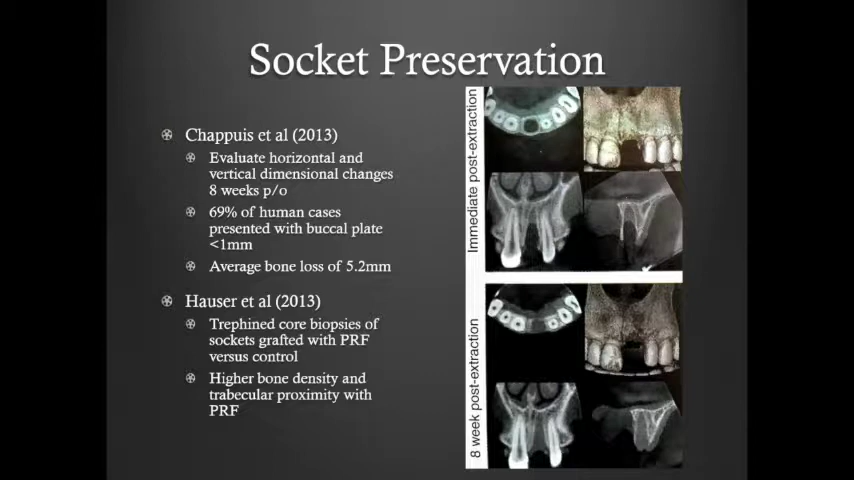 Socket Preservation
Chappuis et al (2013)
Evaluate horizontal and
vertical dimensional changes
8 weeks p/o
69% of human cases
presented with buccal plate
<1mm
Average bone loss of 5.2mm
Hauser et al (2013)
Trephined core biopsies of
sockets grafted with PRF
versus control
Higher bone density and
trabecular proximity with
PRF
Immediate post-extraction
8 week post-extraction